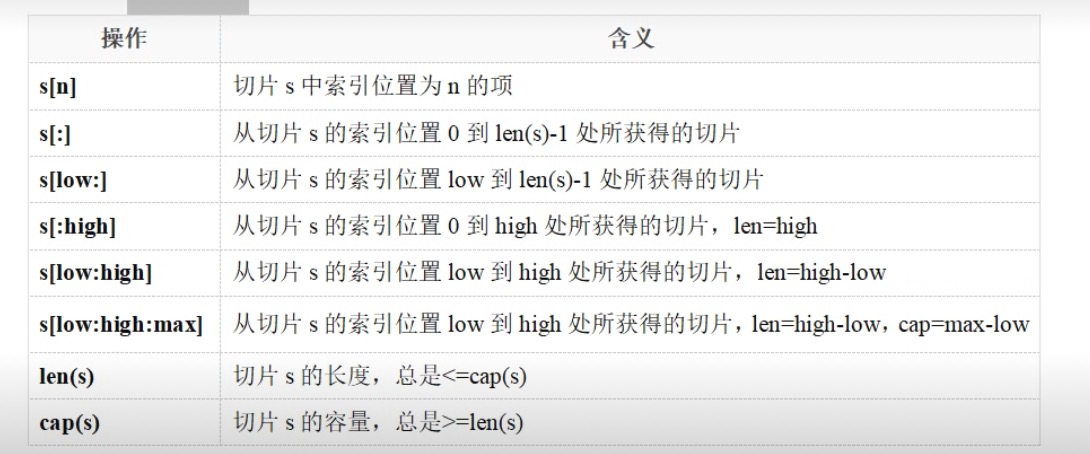 操作 含义
s[n] 切片 s 中索引位置为 n 的项
s[:] 从切片 s 的索引位置 0 到 len(s)-1 处所获得的切片
s[low:] 从切片 s 的索引位置 low 到 len(s)-1 处所获得的切片
s[:high] 从切片 s 的索引位置 0 到 high 处所获得的切片，len=high
s[low:high] 从切片 s 的索引位置 low 到 high 处所获得的切片，len=high-low
s[low:high:max] 从切片 s 的索引位置 low 到 high 处所获得的切片，len=high-low，cap=max-low
len(s) 切片 s 的长度，总是<=cap(s)
cap(s) 切片 s 的容量，总是>=len(s)